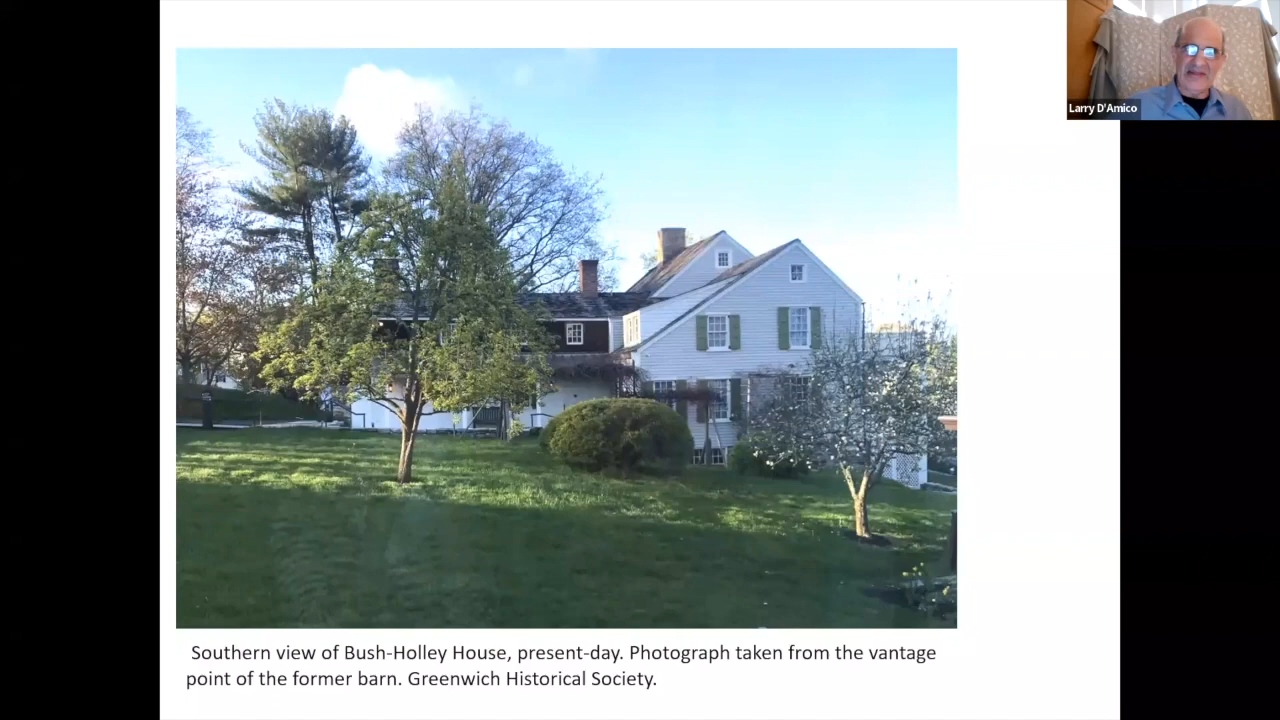 Larry D'Amico
Southern view of Bush-Holley House, present-day. Photograph taken from the vantage
point of the former barn. Greenwich Historical Society.